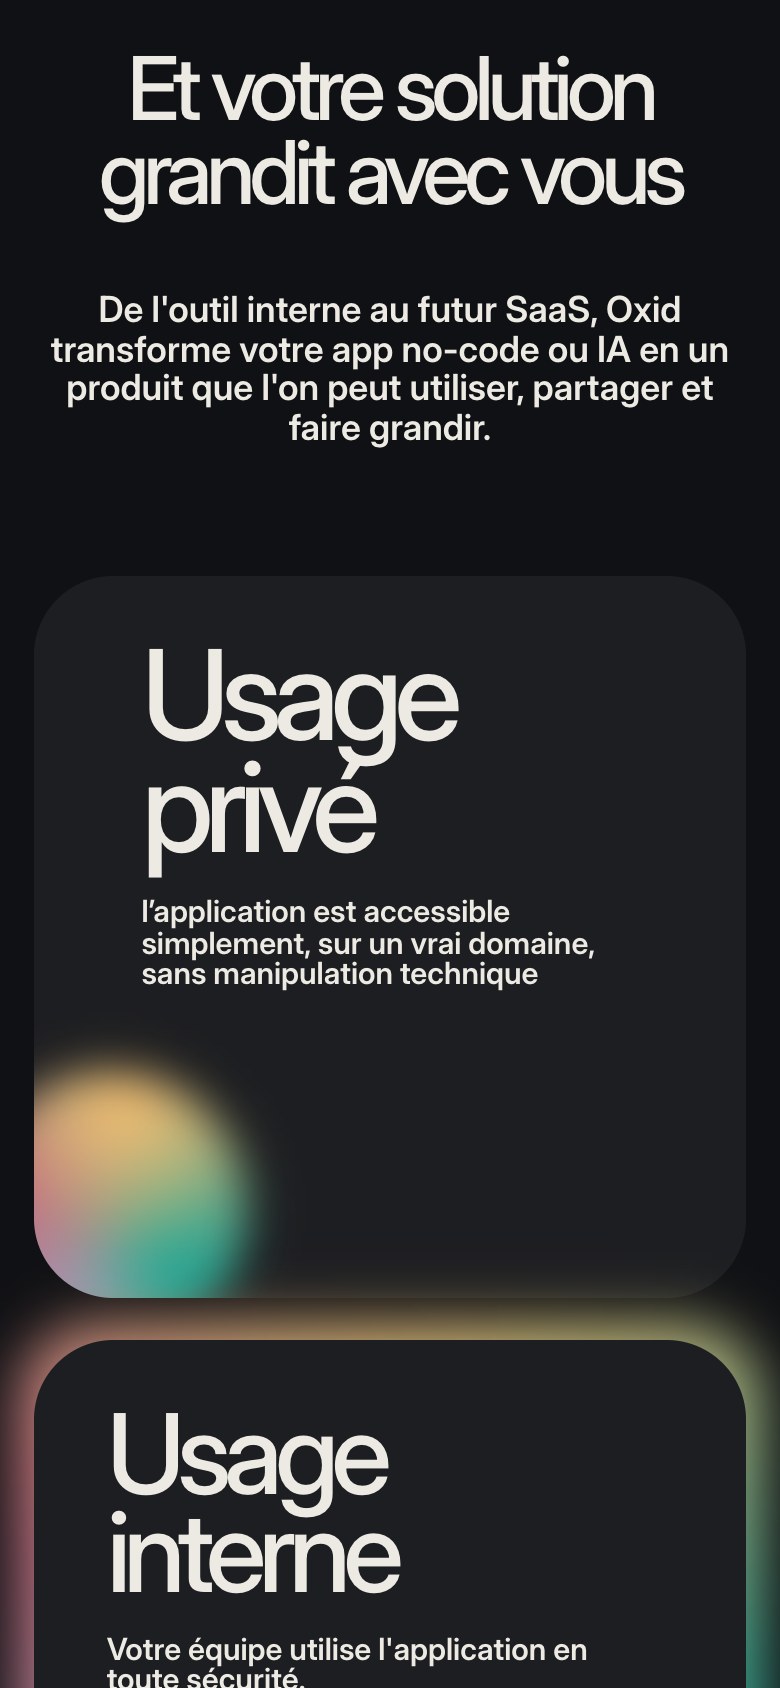 Et votre solution
grandit avec vous
De l'outil interne au futur SaaS, Oxid
transforme votre app no-code ou IA en un
produit que l'on peut utiliser, partager et
faire grandir.
Usage
privé
l’application est accessible
simplement, sur un vrai domaine,
sans manipulation technique
Usage
interne
Votre équipe utilise l'application en
toute sécurité.